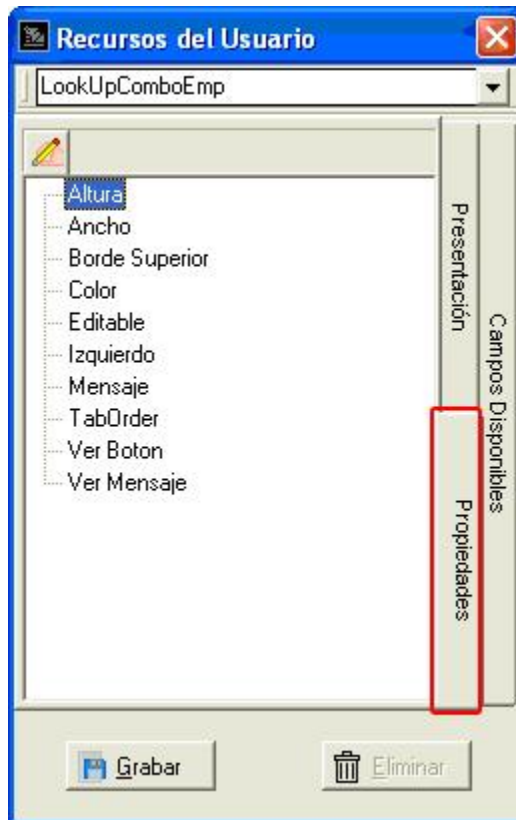 Recursos del Usuario
LookUpComboEmp
Altura
Ancho
Borde Superior
Color
Editable
Izquierdo
Mensaje
TabOrder
Ver Boton
Ver Mensaje
Presentación
Propiedades
Campos Disponibles
Grabar
Eliminar